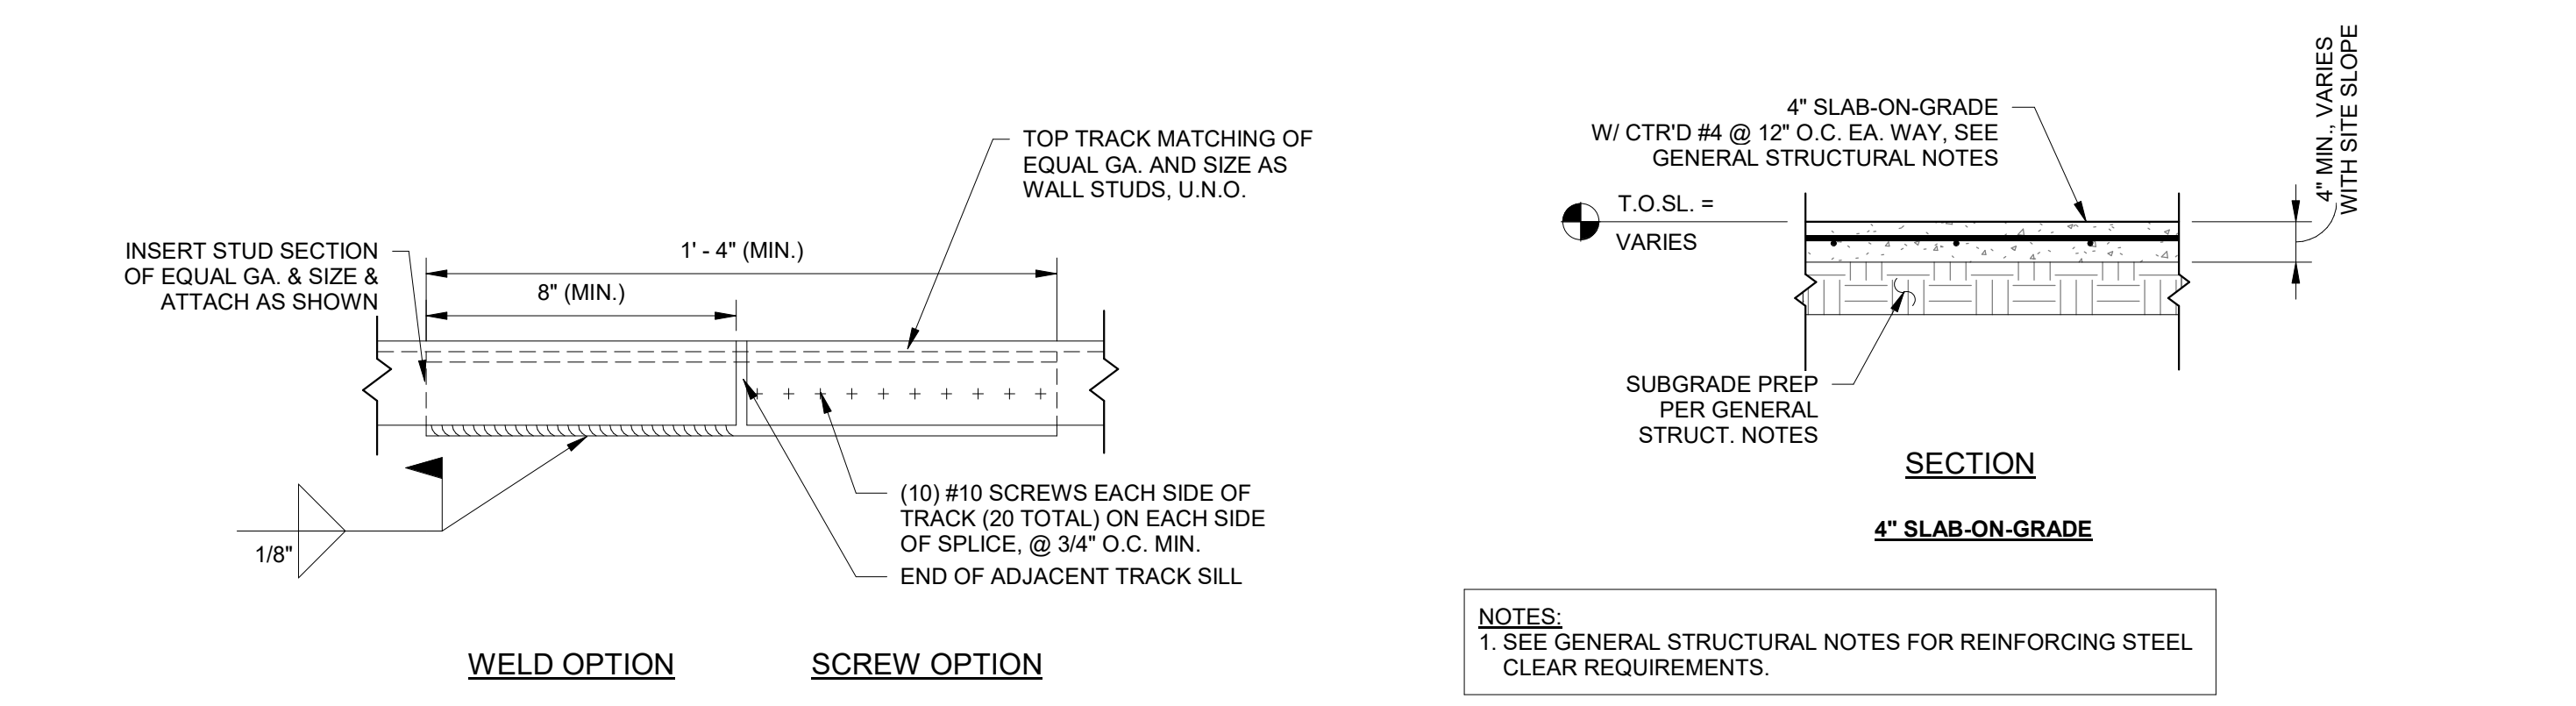 TOP TRACK MATCHING OF
EQUAL GA. AND SIZE AS
WALL STUDS, U.N.O.
INSERT STUD SECTION
OF EQUAL GA. & SIZE &
ATTACH AS SHOWN
1' - 4" (MIN.)
8" (MIN.)
(10) #10 SCREWS EACH SIDE OF
TRACK (20 TOTAL) ON EACH SIDE
OF SPLICE, @ 3/4" O.C. MIN.
END OF ADJACENT TRACK SILL
1/8"
WELD OPTION
SCREW OPTION
4" SLAB-ON-GRADE
W/ CTR'D #4 @ 12" O.C. EA. WAY, SEE
GENERAL STRUCTURAL NOTES
4" MIN., VARIES
WITH SITE SLOPE
T.O.SL. =
VARIES
SUBGRADE PREP
PER GENERAL
STRUCT. NOTES
SECTION
4" SLAB-ON-GRADE
NOTES:
1. SEE GENERAL STRUCTURAL NOTES FOR REINFORCING STEEL
CLEAR REQUIREMENTS.